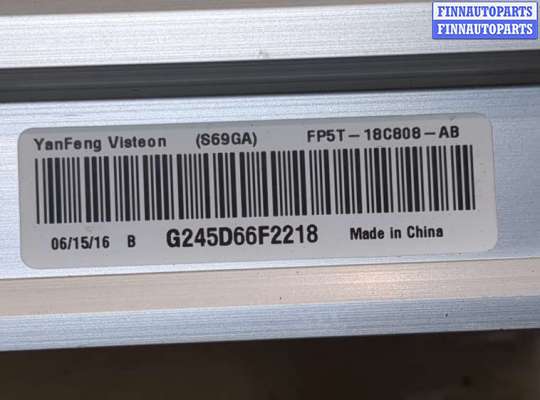 FINNAUTOPARTS
FINNAUTOPARTS
YanFeng Visteon (S69GA) FP5T-18C808-AB
06/15/16 B G245D66F2218 Made in China